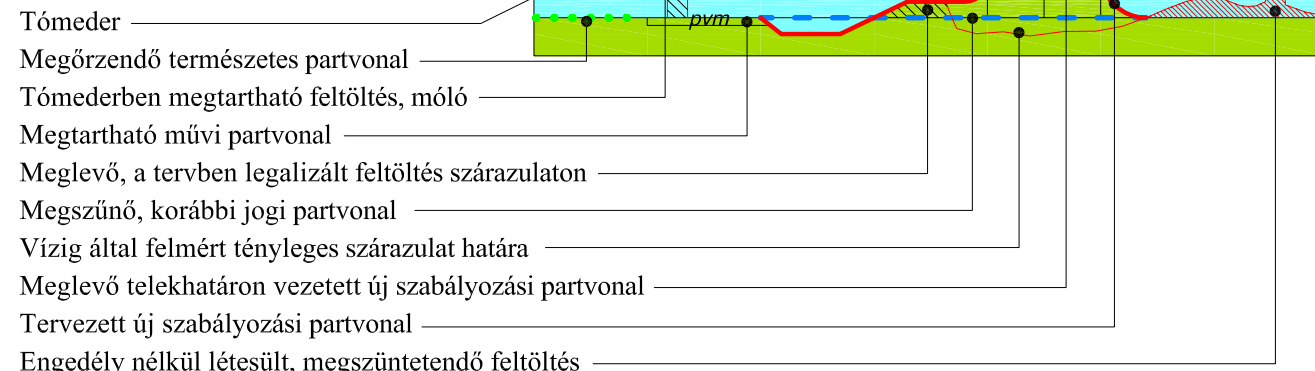 Tómeder
pvm
Megőrzendő természetes partvonal
Tómederben megtartható feltöltés, móló
Megtartható művi partvonal
Meglevő, a tervben legalizált feltöltés szárazulaton
Megszűnő, korábbi jogi partvonal
Vízig által felmért tényleges szárazulat határa
Meglevő telekhatáron vezetett új szabályozási partvonal
Tervezett új szabályozási partvonal
Engedély nélkül létesült, megszüntetendő feltöltés